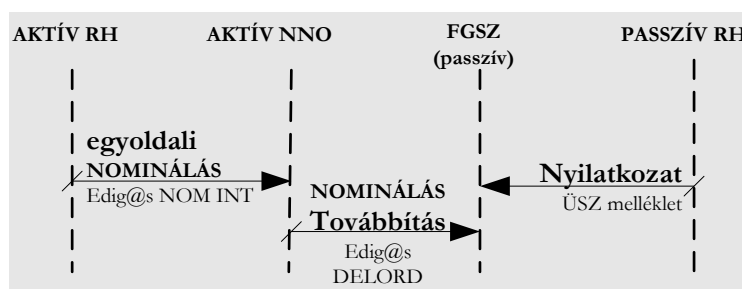 AKTÍV RH AKTÍV NNO FGSZ PASSZÍV RH
(passzív)
egyoldali
NOMINÁLÁS
Edig@s NOM INT
NOMINÁLÁS
Továbbítás
Edig@s
DELORD
Nyilatkozat
ÜSZ melléklet